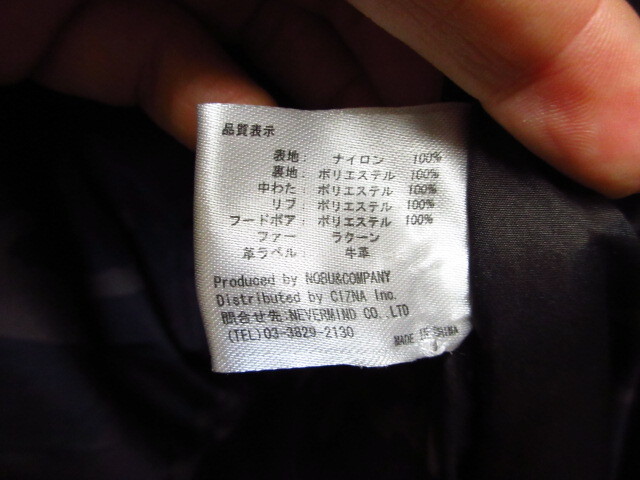 品質表示
表地: ナイロン: 100%
裏地: ポリエステル 100%
中わた: ポリエステル 100%
リブ: ポリエステル 100%
フードボア: ポリエステル 100%
ファー: ラクーン
革ラベル: 牛革
Produced by NOBU&COMPANY
Distributed by CIZNA Inc.
問合せ先:NEVERMIND CO.,LTD
(TEL)03-3829-2130
MADE IN CHINA